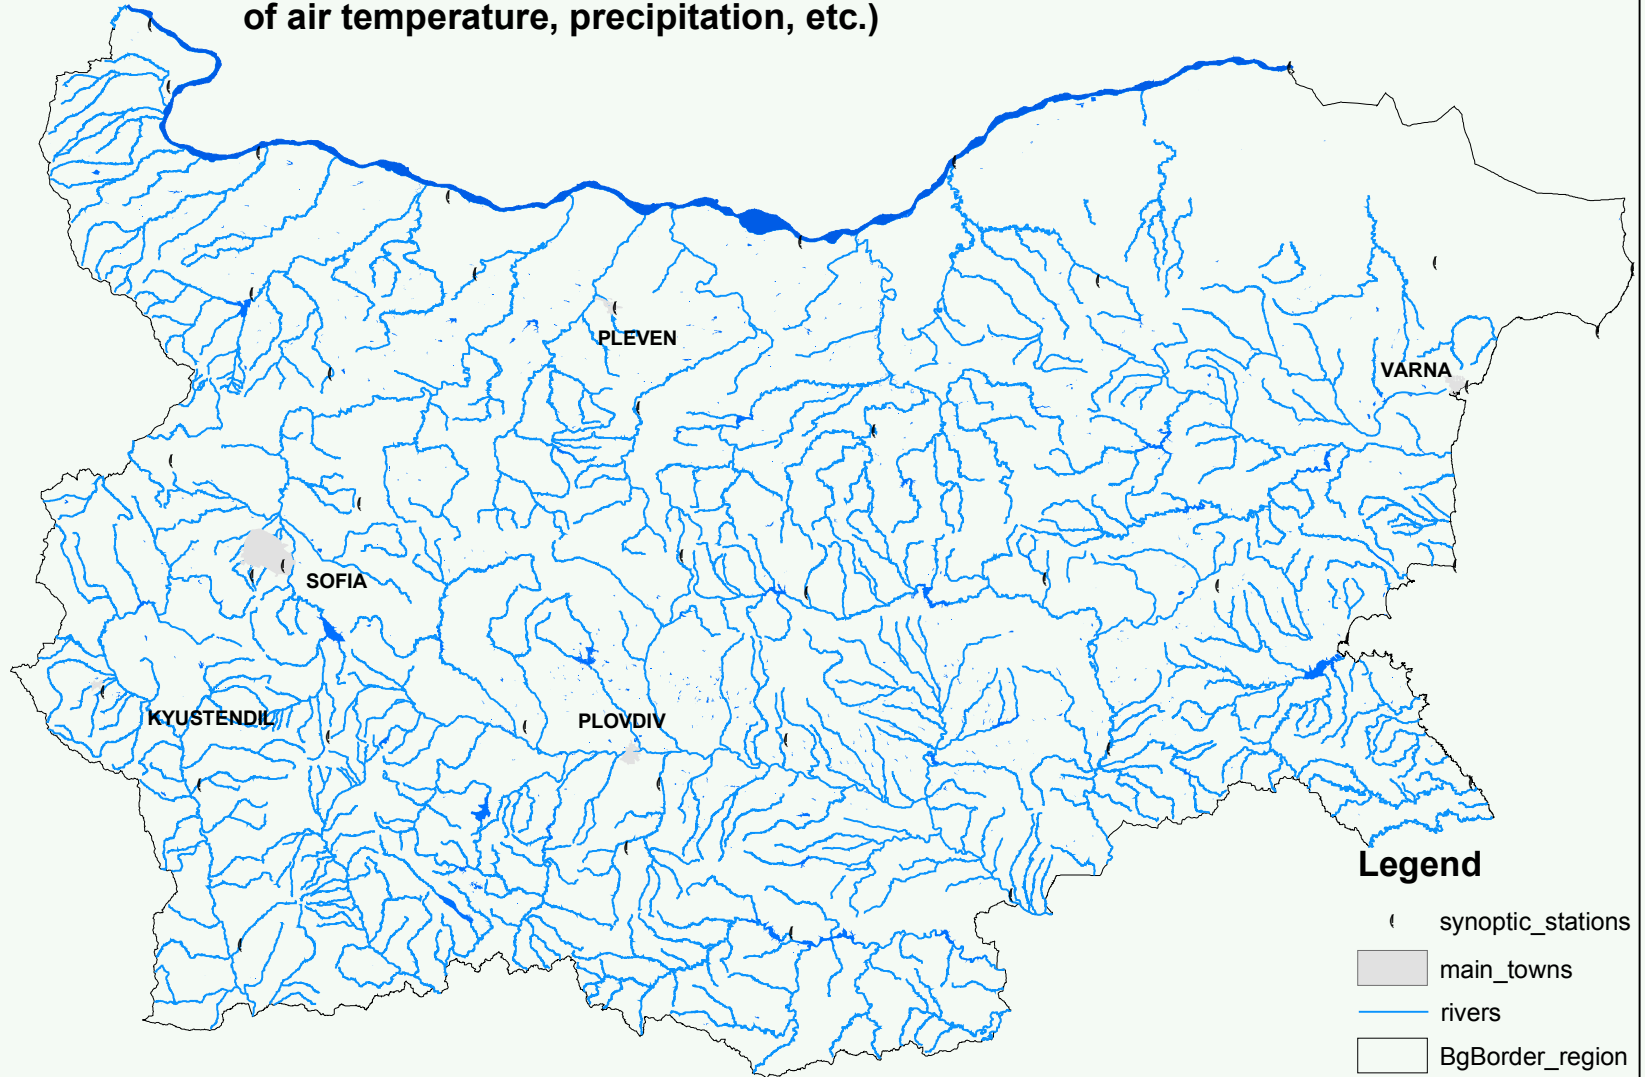 of air temperature, precipitation, etc.)
PLEVEN
VARNA
SOFIA
KYUSTENDIL
PLOVDIV
Legend
synoptic_stations
main_towns
rivers
BgBorder_region